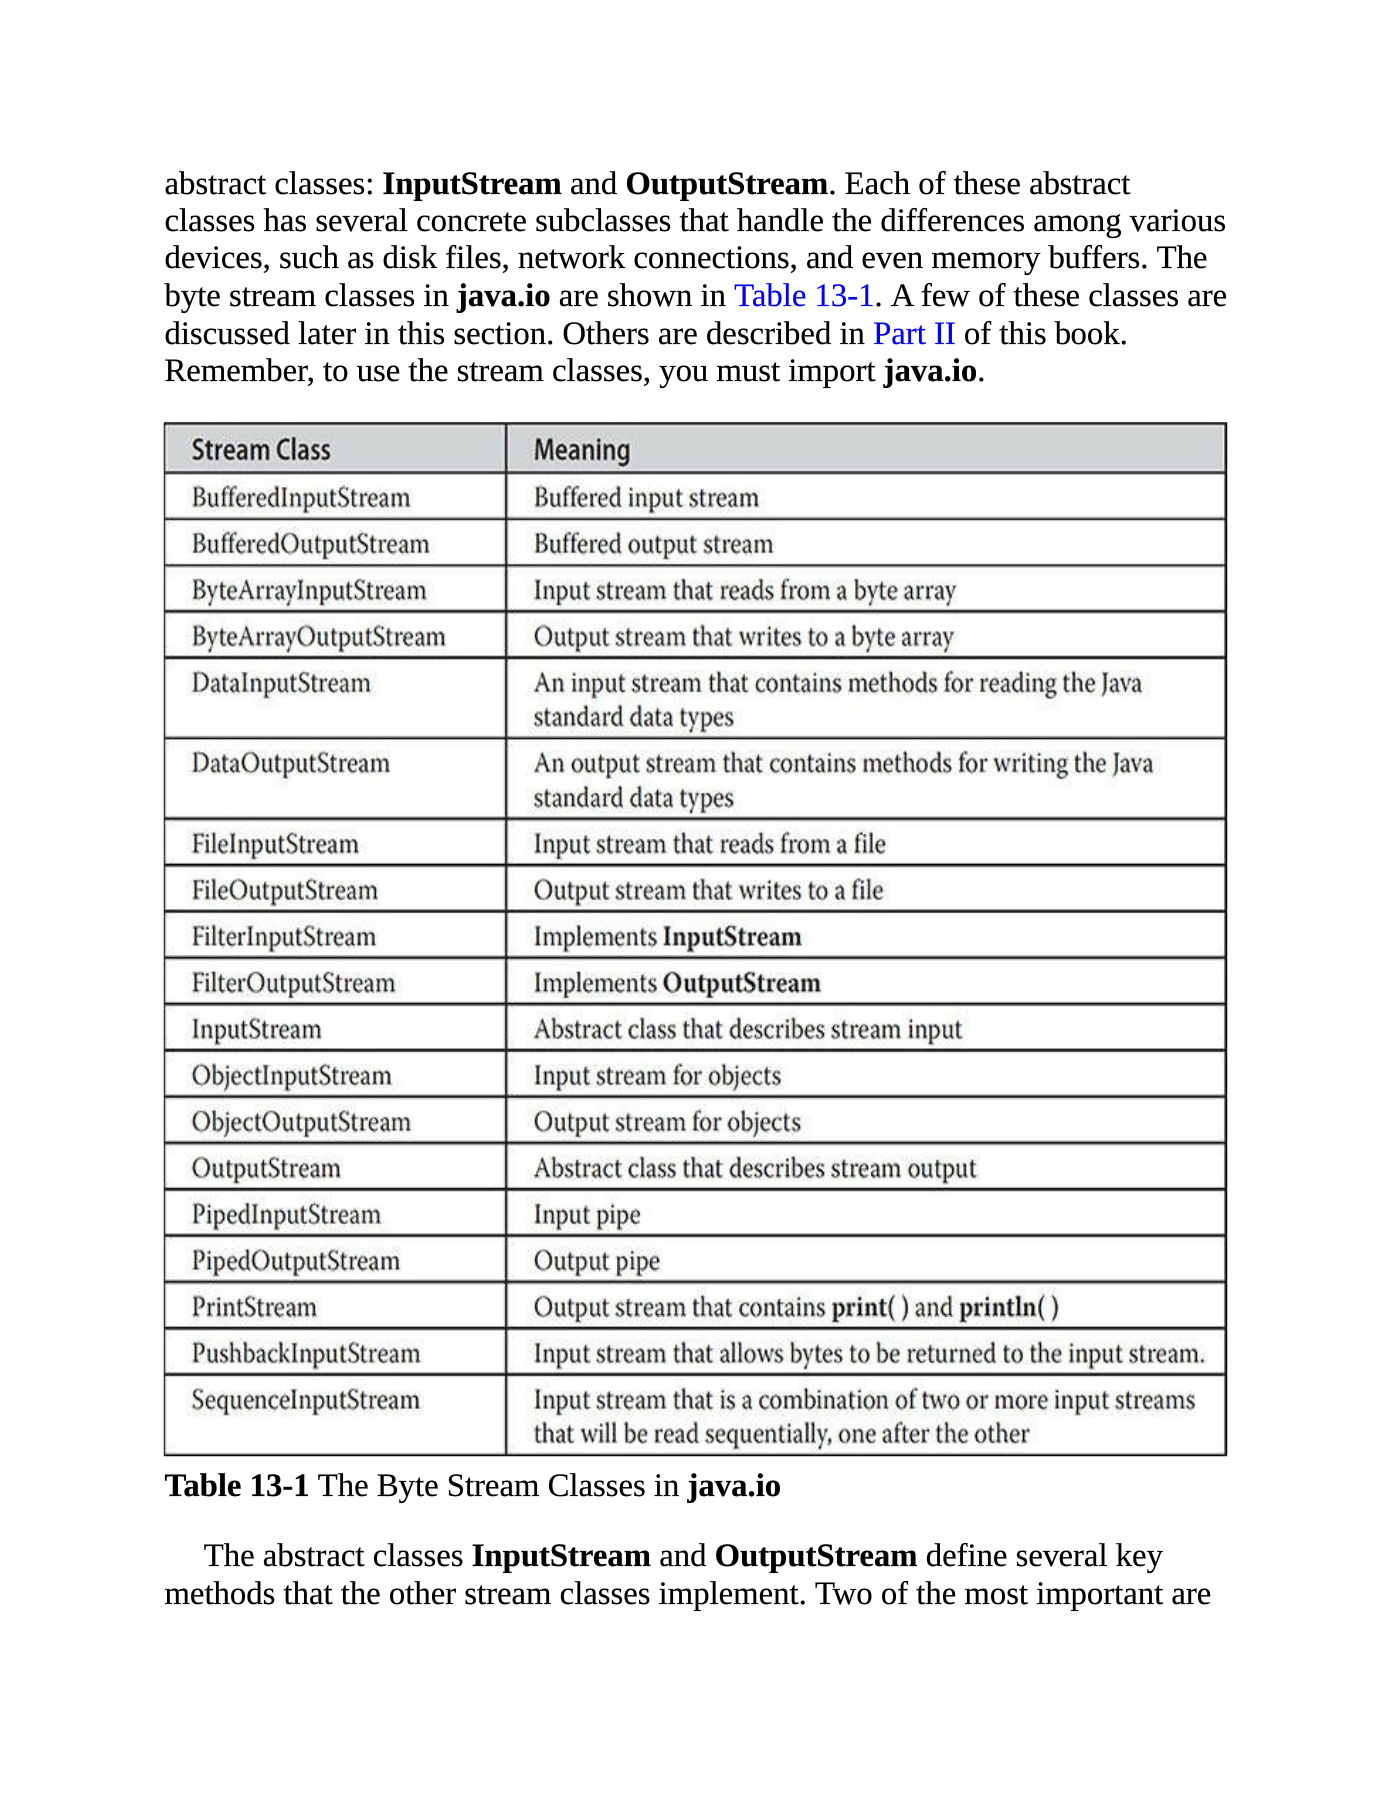 abstract classes: InputStream and OutputStream. Each of these abstract
classes has several concrete subclasses that handle the differences among various
devices, such as disk files, network connections, and even memory buffers. The
byte stream classes in java.io are shown in Table 13-1. A few of these classes are
discussed later in this section. Others are described in Part II of this book.
Remember, to use the stream classes, you must import java.io.
Stream Class Meaning
BufferedInputStream Buffered input stream
BufferedOutputStream Buffered output stream
ByteArrayInputStream Input stream that reads from a byte array
ByteArrayOutputStream Output stream that writes to a byte array
DataInputStream An input stream that contains methods for reading the Java
standard data types
DataOutputStream An output stream that contains methods for writing the Java
standard data types
FileInputStream Input stream that reads from a file
FileOutputStream Output stream that writes to a file
FilterInputStream Implements InputStream
FilterOutputStream Implements OutputStream
InputStream Abstract class that describes stream input
ObjectInputStream Input stream for objects
ObjectOutputStream Output stream for objects
OutputStream Abstract class that describes stream output
PipedInputStream Input pipe
PipedOutputStream Output pipe
PrintStream Output stream that contains print( ) and println( )
PushbackInputStream Input stream that allows bytes to be returned to the input stream.
SequenceInputStream Input stream that is a combination of two or more input streams
that will be read sequentially, one after the other
Table 13-1 The Byte Stream Classes in java.io
The abstract classes InputStream and OutputStream define several key
methods that the other stream classes implement. Two of the most important are